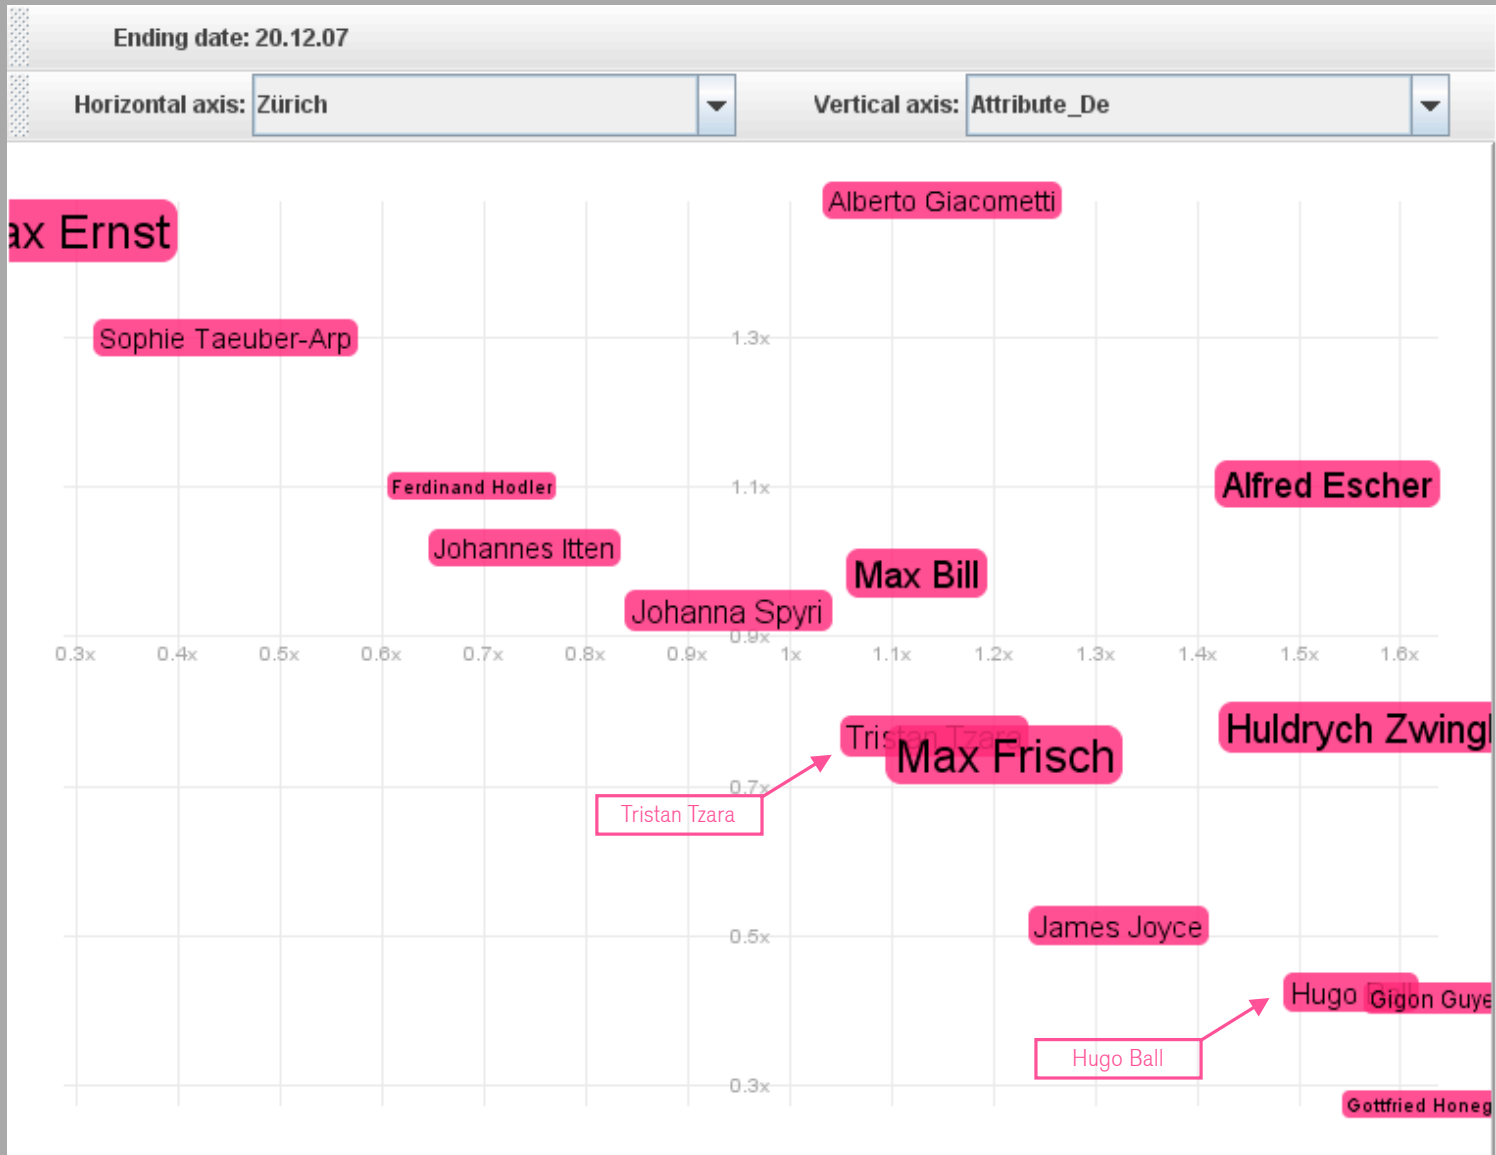 Ending date: 20.12.07
Horizontal axis: Zürich
Vertical axis: Attribute_De
Alberto Giacometti
ax Ernst
Sophie Taeuber-Arp
1.3x
Ferdinand Hodler
1.1x
Alfred Escher
Johannes Itten
Max Bill
Johanna Spyri
0.9x
0.3x 0.4x 0.5x 0.6x 0.7x 0.8x 0.9x 1x 1.1x 1.2x 1.3x 1.4x 1.5x 1.6x
Huldrych Zwingl
Tristan Tzara
Max Frisch
0.7x
Tristan Tzara
James Joyce
0.5x
Hugo Ball
Gigon Guye
Hugo Ball
0.3x
Gottfried Honeg